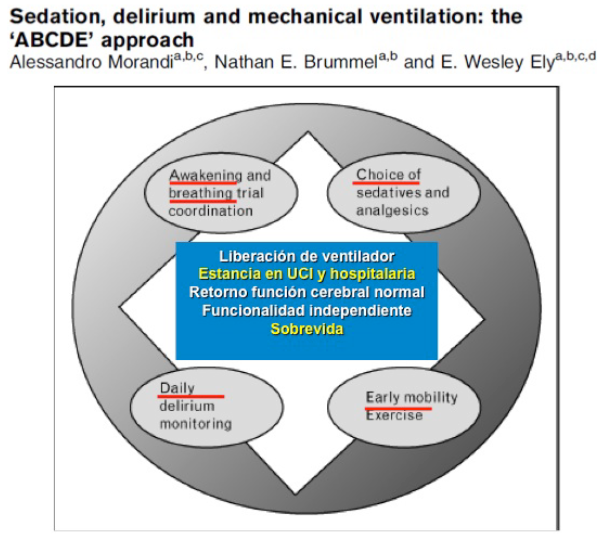 Sedation, delirium and mechanical ventilation: the
‘ABCDE’ approach
Alessandro Morandia,b,c, Nathan E. Brummela,b and E. Wesley Elya,b,c,d
Awakening and
breathing trial
coordination
Choice of
sedatives and
analgesics
Liberación de ventilador
Estancia en UCI y hospitalaria
Retorno función cerebral normal
Funcionalidad independiente
Sobrevida
Daily
delirium
monitoring
Early mobility
Exercise